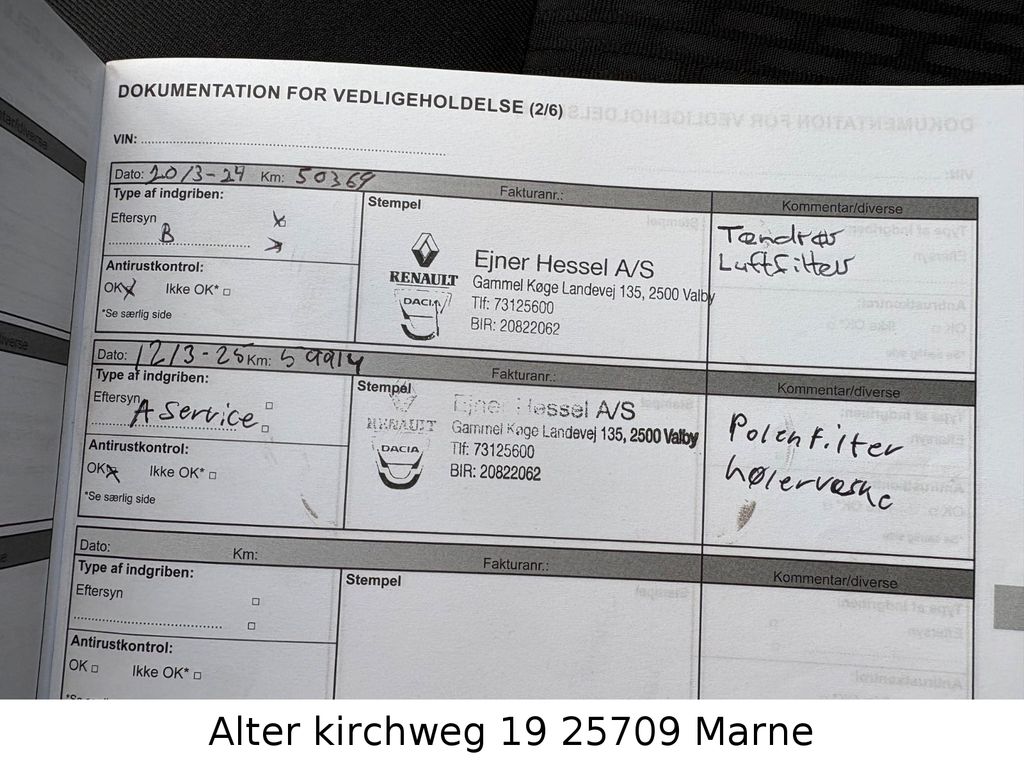 DOKUMENTATION FOR VEDLIGEHOLDELSE (2/6)
VIN:
Dato: 20/3-24 Km: 50369
Fakturanr.:
Kommentar/diverse
Type af indgriben:
Eftersyn
B
Antirustkontrol:
OK Ikke OK*
*Se særlig side
Stempel
RENAULT
DACIA
Ejner Hessel A/S
Gammel Køge Landevej 135, 2500 Valby
Tlf: 73125600
BIR: 20822062
Tændrør
Luftfilter
Dato: 12/3-25 Km: 59914
Fakturanr.:
Kommentar/diverse
Type af indgriben:
Eftersyn
A Service
Antirustkontrol:
OK Ikke OK*
*Se særlig side
Stempel
RENAULT
DACIA
Ejner Hessel A/S
Gammel Køge Landevej 135, 2500 Valby
Tlf: 73125600
BIR: 20822062
Polenfilter
kølervæske
Dato:
Km:
Fakturanr.:
Kommentar/diverse
Type af indgriben:
Eftersyn
Antirustkontrol:
OK Ikke OK*
Stempel
Alter kirchweg 19 25709 Marne